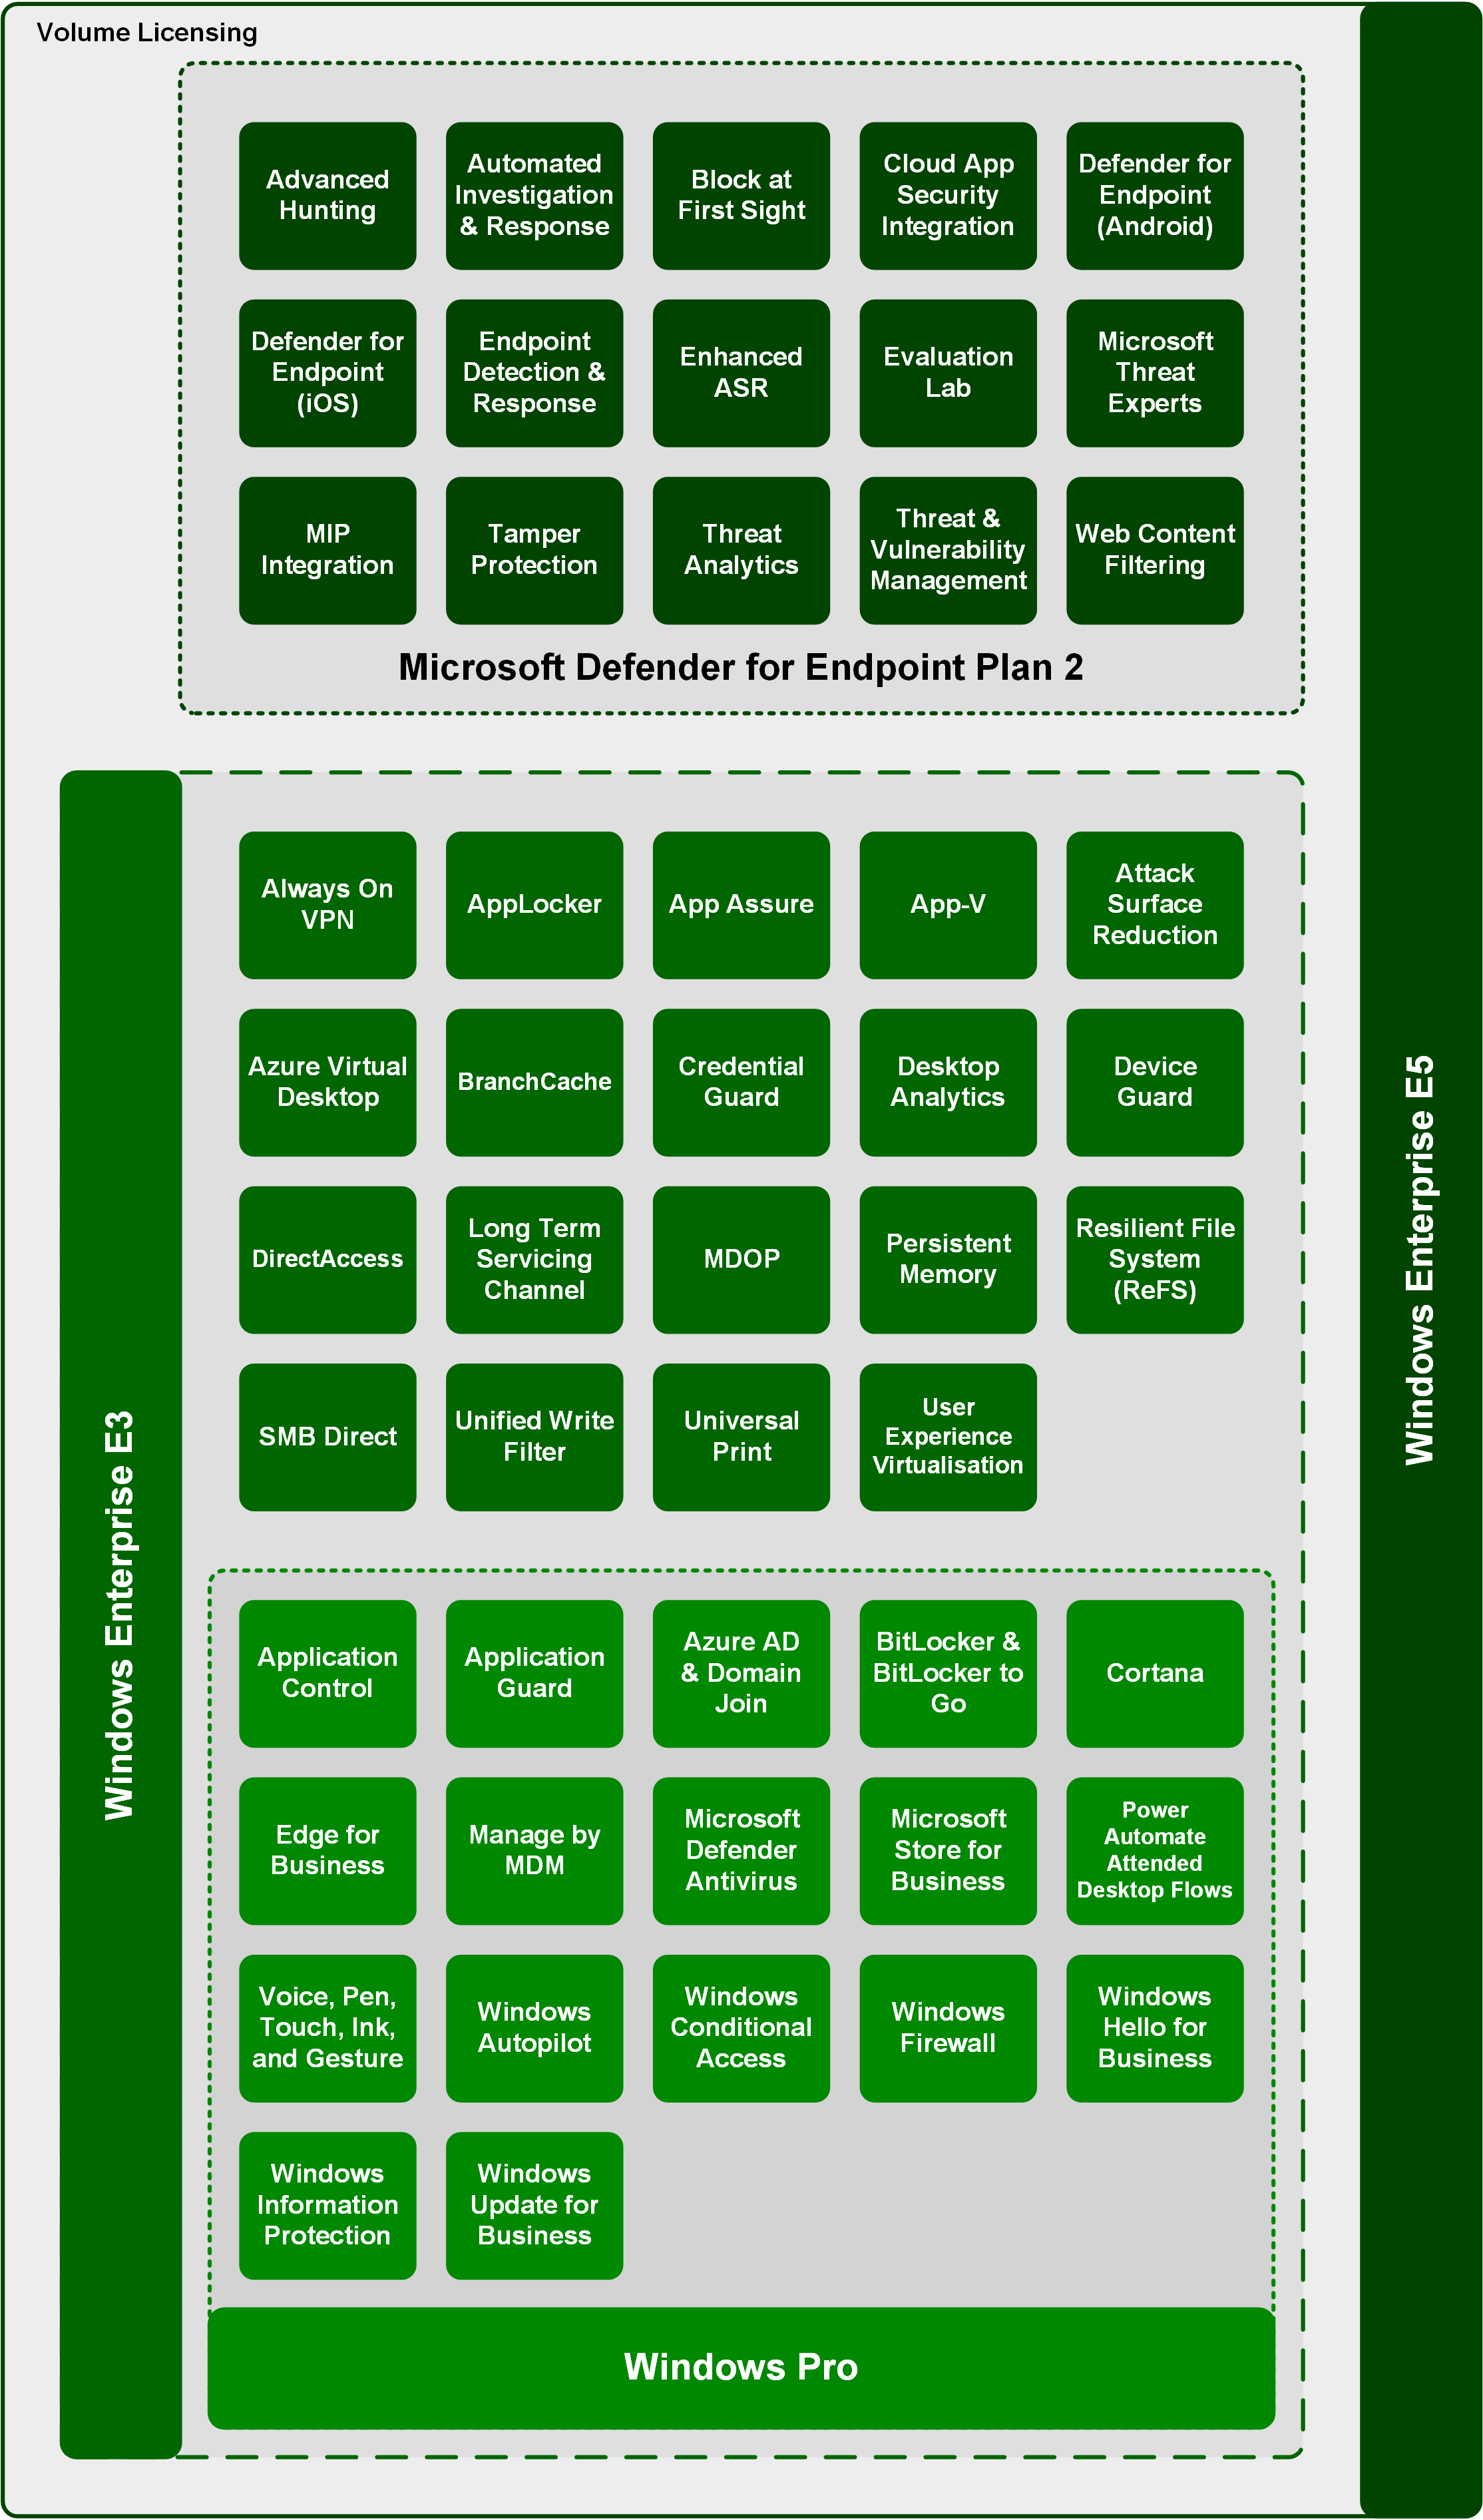 Volume Licensing
Advanced
Hunting
Automated
Investigation
& Response
Block at
First Sight
Cloud App
Security
Integration
Defender for
Endpoint
(Android)
Defender for
Endpoint
(iOS)
Endpoint
Detection &
Response
Enhanced
ASR
Evaluation
Lab
Microsoft
Threat
Experts
MIP
Integration
Tamper
Protection
Threat
Analytics
Threat &
Vulnerability
Management
Web Content
Filtering
Microsoft Defender for Endpoint Plan 2
Always On
VPN
AppLocker
App Assure
App-V
Attack
Surface
Reduction
Azure Virtual
Desktop
BranchCache
Credential
Guard
Desktop
Analytics
Device
Guard
DirectAccess
Long Term
Servicing
Channel
MDOP
Persistent
Memory
Resilient File
System
(ReFS)
SMB Direct
Unified Write
Filter
Universal
Print
User
Experience
Virtualisation
Application
Control
Application
Guard
Azure AD
& Domain
Join
BitLocker &
BitLocker to
Go
Cortana
Edge for
Business
Manage by
MDM
Microsoft
Defender
Antivirus
Microsoft
Store for
Business
Power
Automate
Attended
Desktop Flows
Voice, Pen,
Touch, Ink,
and Gesture
Windows
Autopilot
Windows
Conditional
Access
Windows
Firewall
Windows
Hello for
Business
Windows
Information
Protection
Windows
Update for
Business
Windows Pro
Windows Enterprise E3
Windows Enterprise E5